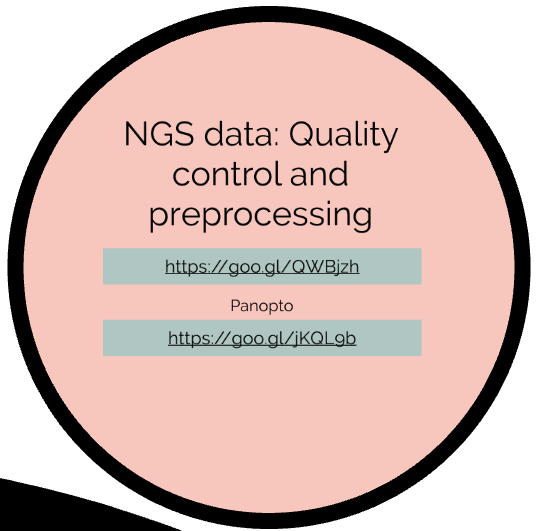 NGS data: Quality
control and
preprocessing
https://goo.gl/QWBjzh
Panopto
https://goo.gl/jKQL9b